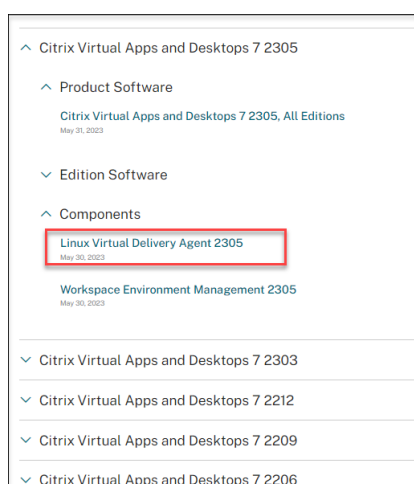 Citrix Virtual Apps and Desktops 7 2305
Product Software
Citrix Virtual Apps and Desktops 7 2305, All Editions
May 31, 2023
Edition Software
Components
Linux Virtual Delivery Agent 2305
May 30, 2023
Workspace Environment Management 2305
May 30, 2023
Citrix Virtual Apps and Desktops 7 2303
Citrix Virtual Apps and Desktops 7 2212
Citrix Virtual Apps and Desktops 7 2209
Citrix Virtual Apps and Desktops 7 2206